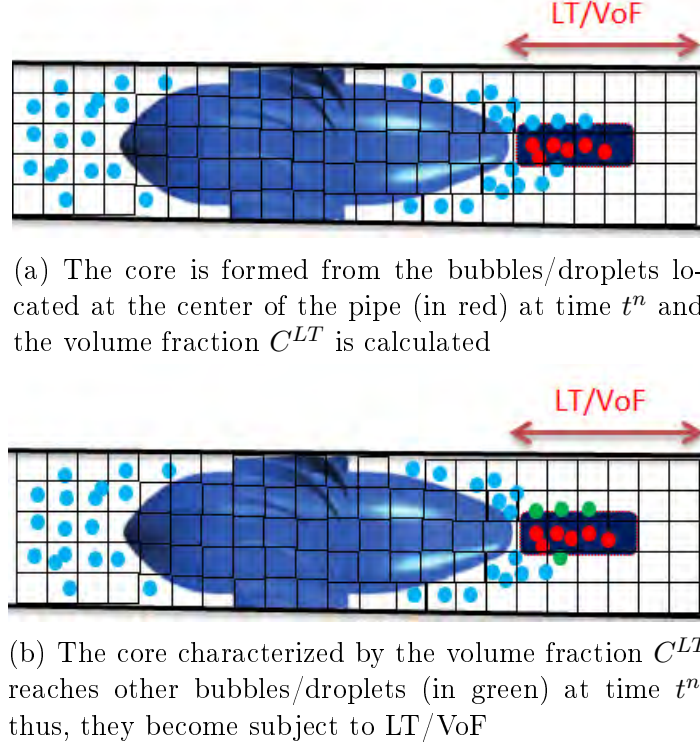 LT/VoF
(a) The core is formed from the bubbles/droplets lo-
cated at the center of the pipe (in red) at time tⁿ and
the volume fraction C^{LT} is calculated
LT/VoF
(b) The core characterized by the volume fraction C^{LT}
reaches other bubbles/droplets (in green) at time tⁿ
thus, they become subject to LT/VoF